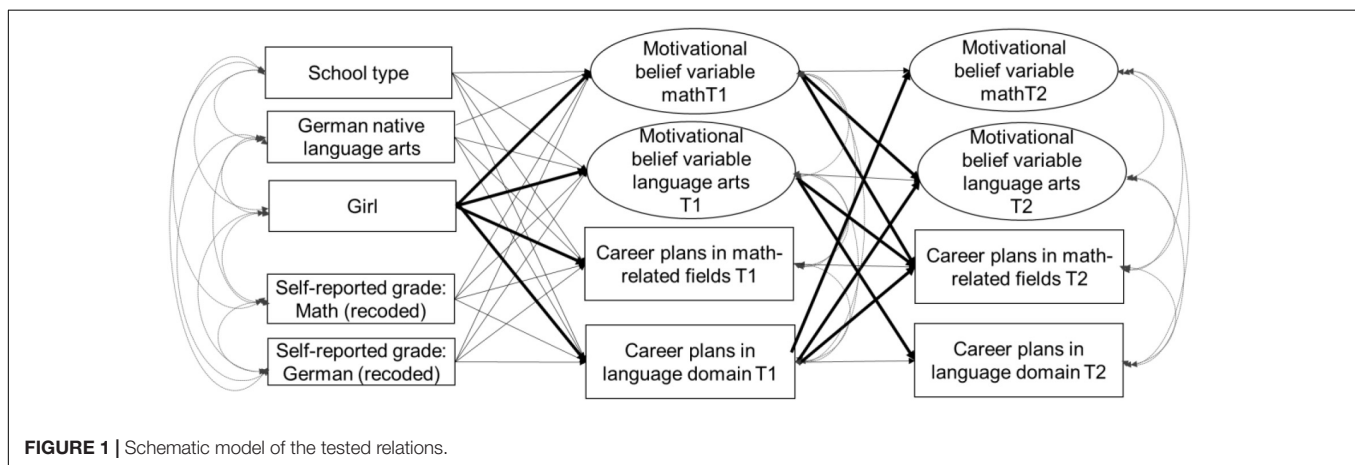 School type
German native
language arts
Girl
Self-reported grade:
Math (recoded)
Self-reported grade:
German (recoded)
Motivational
belief variable
mathT1
Motivational
belief variable
language arts
T1
Career plans in math-
related fields T1
Career plans in
language domain T1
Motivational
belief variable
mathT2
Motivational
belief variable
language arts
T2
Career plans in math-
related fields T2
Career plans in
language domain T2
FIGURE 1 | Schematic model of the tested relations.